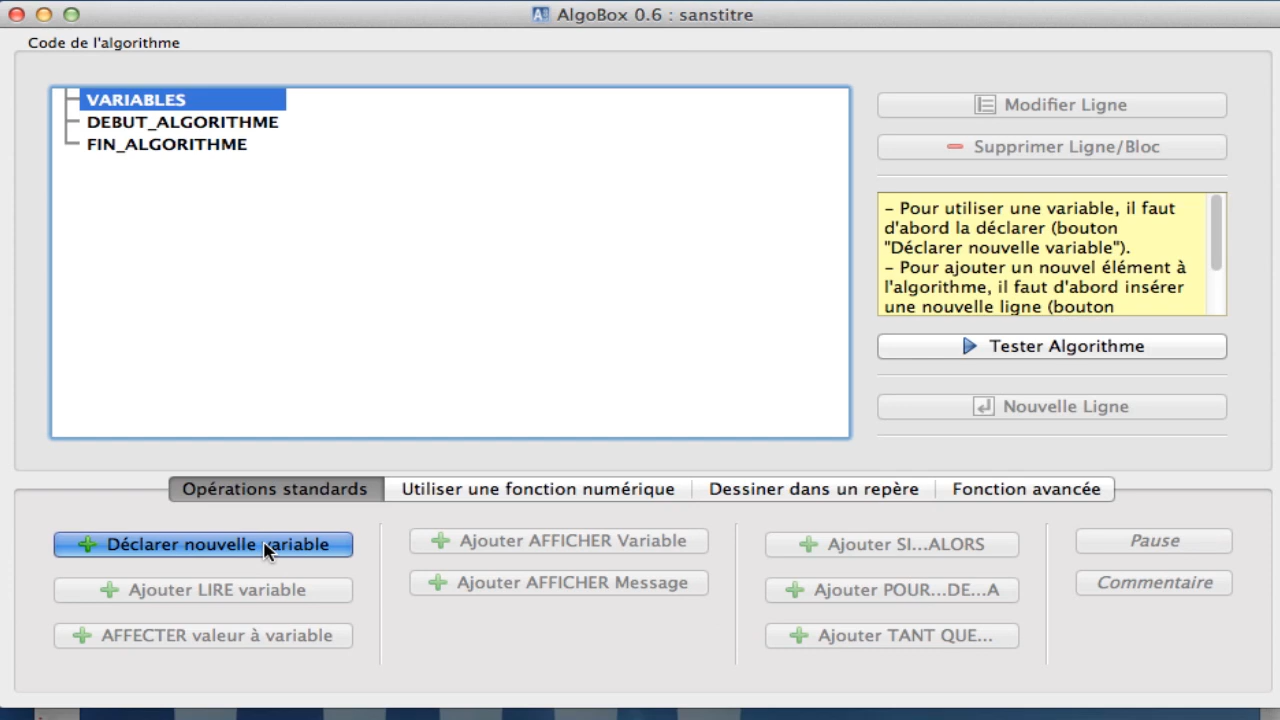 AlgoBox 0.6 : sanstitre
Code de l'algorithme
VARIABLES
DEBUT_ALGORITHME
FIN_ALGORITHME
Modifier Ligne
Supprimer Ligne/Bloc
– Pour utiliser une variable, il faut
d'abord la déclarer (bouton
"Déclarer nouvelle variable").
– Pour ajouter un nouvel élément à
l'algorithme, il faut d'abord insérer
une nouvelle ligne (bouton
Tester Algorithme
Nouvelle Ligne
Opérations standards
Utiliser une fonction numérique
Dessiner dans un repère
Fonction avancée
Déclarer nouvelle variable
Ajouter LIRE variable
AFFECTER valeur à variable
Ajouter AFFICHER Variable
Ajouter AFFICHER Message
Ajouter SI...ALORS
Ajouter POUR...DE...A
Ajouter TANT QUE...
Pause
Commentaire